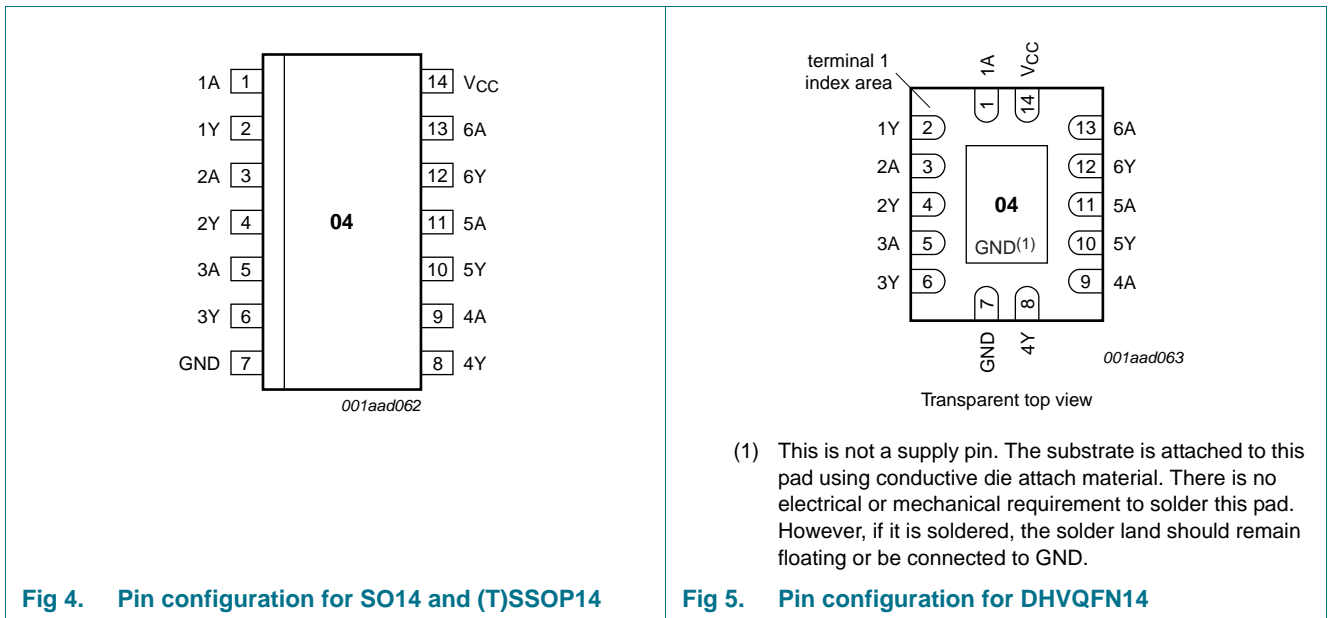 1A 1
1Y 2
2A 3
2Y 4
3A 5
3Y 6
GND 7
04
14 VCC
13 6A
12 6Y
11 5A
10 5Y
9 4A
8 4Y
001aad062
Fig 4. Pin configuration for SO14 and (T)SSOP14
terminal 1
index area
1A
VCC
1
14
1Y 2
2A 3
2Y 4
3A 5
3Y 6
04
GND(1)
13 6A
12 6Y
11 5A
10 5Y
9 4A
7
8
GND
4Y
001aad063
Transparent top view
(1) This is not a supply pin. The substrate is attached to this
pad using conductive die attach material. There is no
electrical or mechanical requirement to solder this pad.
However, if it is soldered, the solder land should remain
floating or be connected to GND.
Fig 5. Pin configuration for DHVQFN14